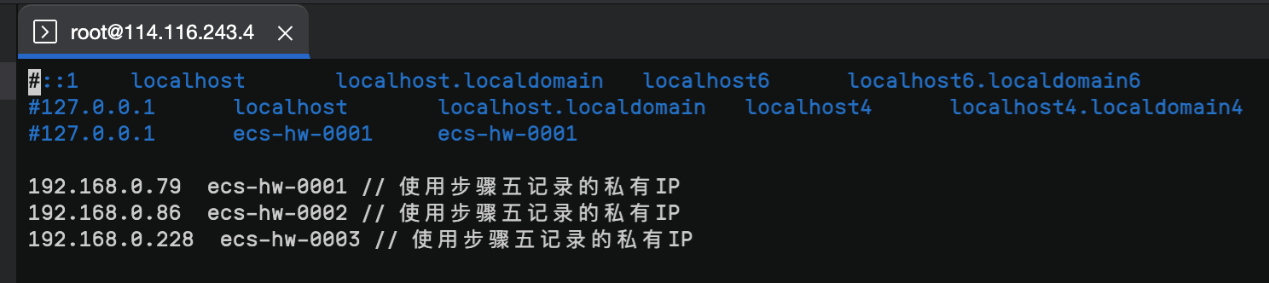 root@114.116.243.4
#::1 localhost localhost.localdomain localhost6 localhost6.localdomain6
#127.0.0.1 localhost localhost.localdomain localhost4 localhost4.localdomain4
#127.0.0.1 ecs-hw-0001 ecs-hw-0001
192.168.0.79 ecs-hw-0001 // 使用步骤五记录的私有IP
192.168.0.86 ecs-hw-0002 // 使用步骤五记录的私有IP
192.168.0.228 ecs-hw-0003 // 使用步骤五记录的私有IP